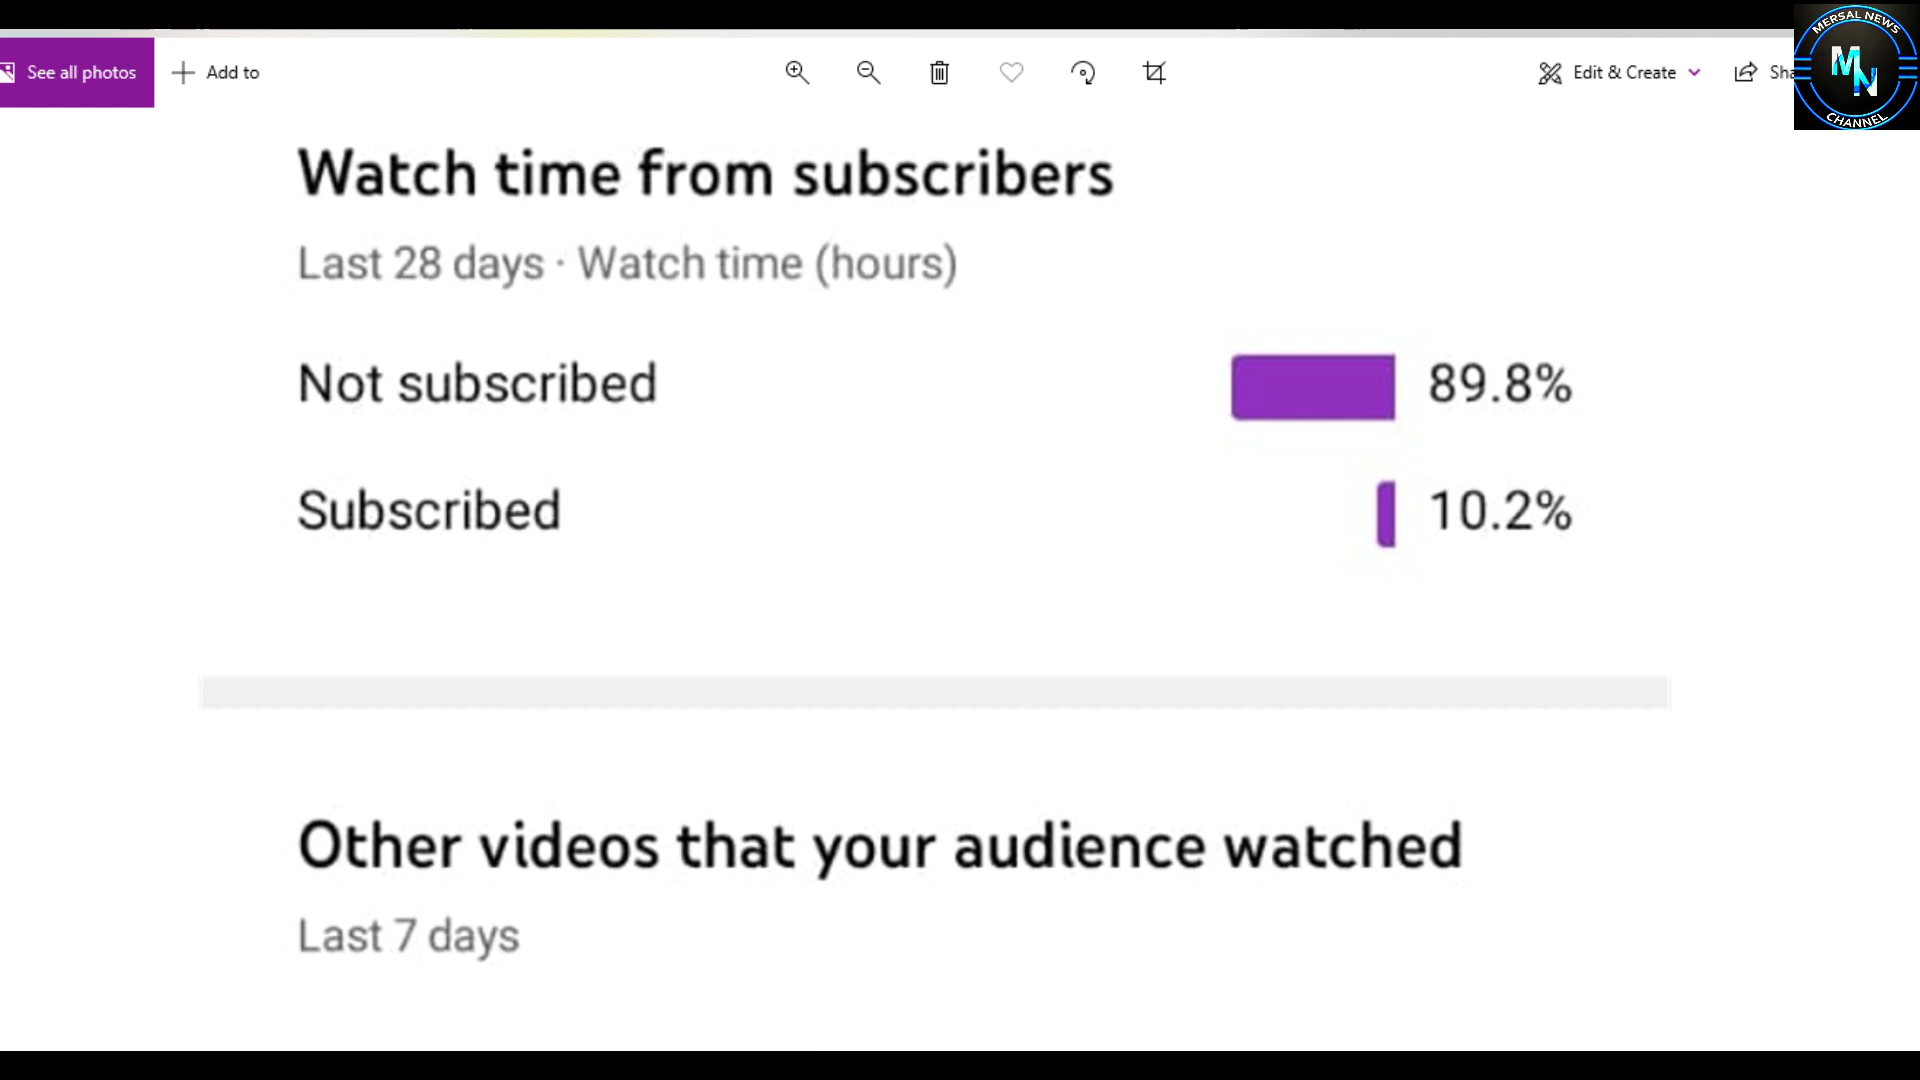 See all photos
Add to
Edit & Create
MERSAL NEWS
MN
CHANNEL
Watch time from subscribers
Last 28 days · Watch time (hours)
Not subscribed 89.8%
Subscribed 10.2%
Other videos that your audience watched
Last 7 days